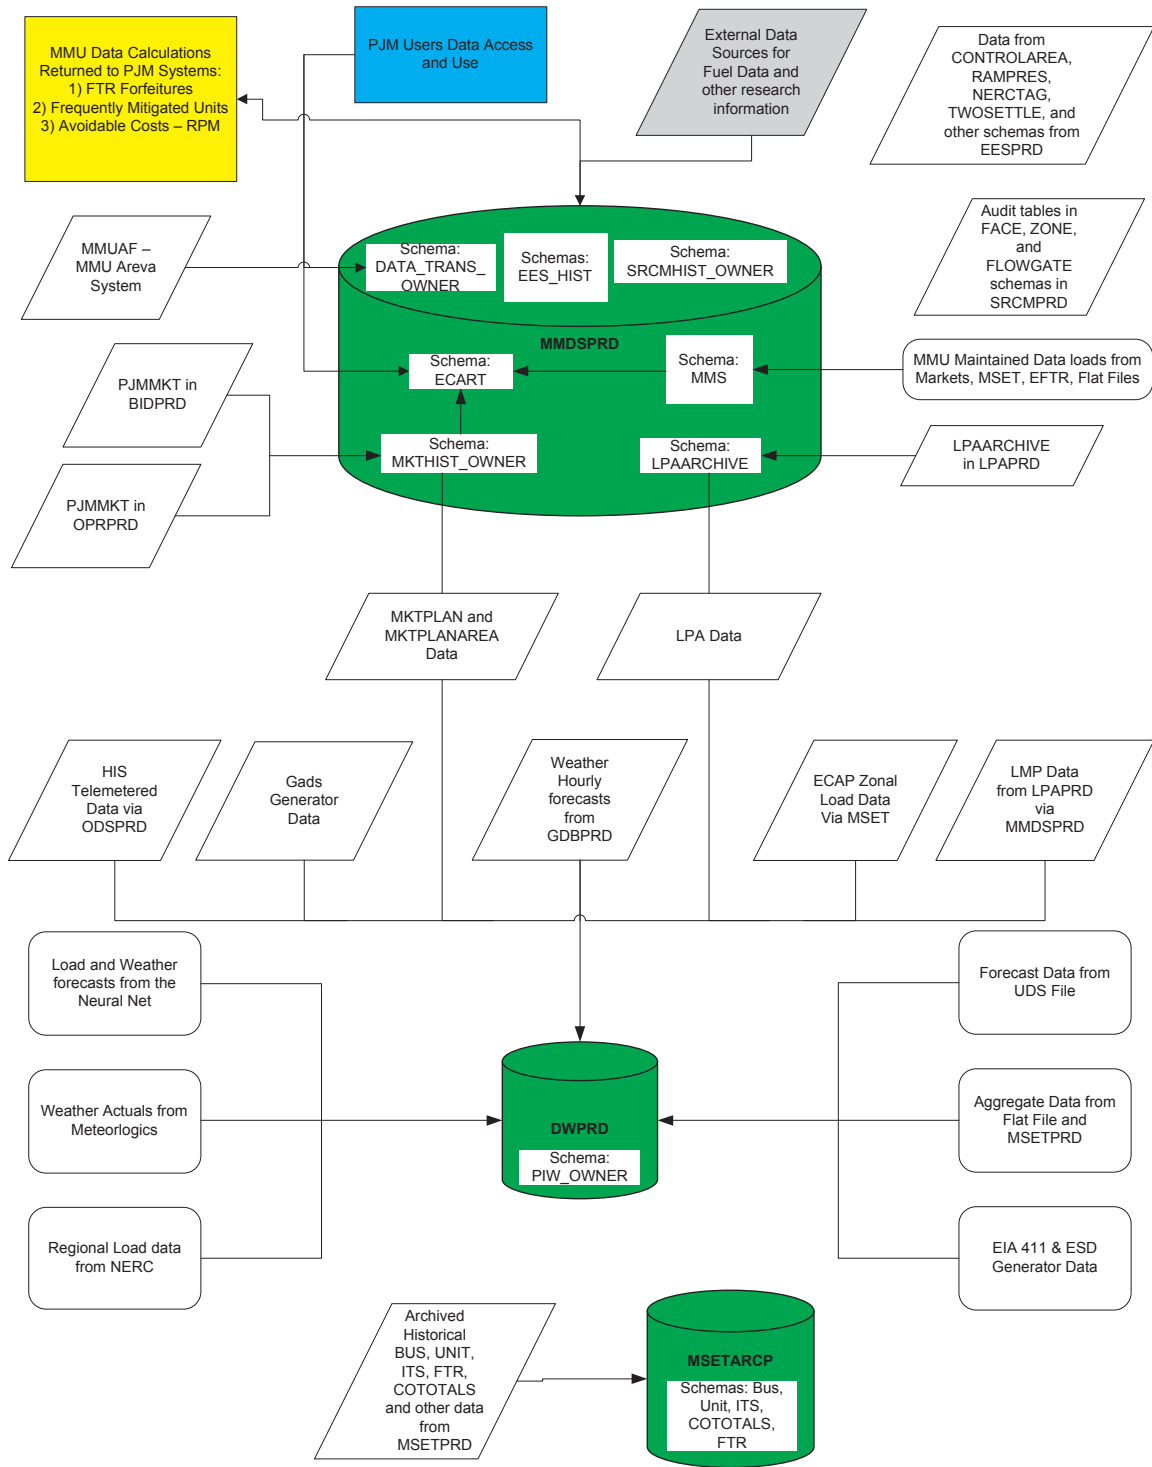 MMU Data Calculations
Returned to PJM Systems:
1) FTR Forfeitures
2) Frequently Mitigated Units
3) Avoidable Costs – RPM
PJM Users Data Access
and Use
External Data
Sources for
Fuel Data and
other research
information
Data from
CONTROLAREA,
RAMPRES,
NERCTAG,
TWOSETTLE, and
other schemas from
EESPRD
MMUAF –
MMU Areva
System
Schema:
DATA_TRANS_
OWNER
Schemas:
EES_HIST
Schema:
SRCMHIST_OWNER
Audit tables in
FACE, ZONE,
and
FLOWGATE
schemas in
SRCMPRD
MMDSPRD
Schema:
ECART
Schema:
MMS
MMU Maintained Data loads from
Markets, MSET, EFTR, Flat Files
PJMMKT in
BIDPRD
Schema:
MKTHIST_OWNER
Schema:
LPAARCHIVE
LPAARCHIVE
in LPAPRD
PJMMKT in
OPRPRD
MKTPLAN and
MKTPLANAREA
Data
LPA Data
HIS
Telemetered
Data via
ODSPRD
Gads
Generator
Data
Weather
Hourly
forecasts
from
GDBPRD
ECAP Zonal
Load Data
Via MSET
LMP Data
from LPAPRD
via
MMDSPRD
Load and Weather
forecasts from the
Neural Net
Forecast Data from
UDS File
Weather Actuals from
Meteorlogics
DWPRD
Schema:
PIW_OWNER
Aggregate Data from
Flat File and
MSETPRD
Regional Load data
from NERC
EIA 411 & ESD
Generator Data
Archived
Historical
BUS, UNIT,
ITS, FTR,
COTOTALS
and other data
from
MSETPRD
MSETARCP
Schemas: Bus,
Unit, ITS,
COTOTALS,
FTR